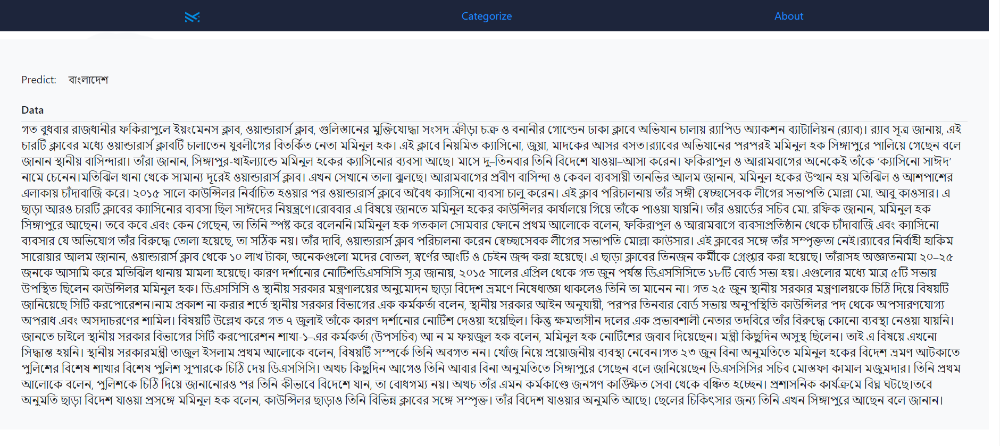 Categorize
About
Predict: বাংলাদেশ
Data
গত বুধবার রাজধানীর ফকিরাপুলে ইয়ংমেনস ক্লাব, ওয়ান্ডারার্স ক্লাব, গুলিস্তানের মুক্তিযোদ্ধা সংসদ ক্রীড়া চক্র ও বনানীর গোল্ডেন ঢাকা ক্লাবে অভিযান চালায় র‍্যাপিড অ্যাকশন ব্যাটালিয়ন (র‍্যাব)। র‍্যাব সূত্র জানায়, এই
চারটি ক্লাবের মধ্যে ওয়ান্ডারার্স ক্লাবটি চালাতেন যুবলীগের বিতর্কিত নেতা মমিনুল হক। এই ক্লাবে নিয়মিত ক্যাসিনো, জুয়া, মাদকের আসর বসত।র‍্যাবের অভিযানের পরপরই মমিনুল হক সিঙ্গাপুরে পালিয়ে গেছেন বলে
জানান স্থানীয় বাসিন্দারা। তাঁরা জানান, সিঙ্গাপুর-থাইল্যান্ডে মমিনুল হকের ক্যাসিনোর ব্যবসা আছে। মাসে দু–তিনবার তিনি বিদেশে যাওয়া–আসা করেন। ফকিরাপুল ও আরামবাগের অনেকেই তাঁকে ‘ক্যাসিনো সাঈদ’
নামে চেনেন।মতিঝিল থানা থেকে সামান্য দূরেই ওয়ান্ডারার্স ক্লাব। এখন সেখানে তালা ঝুলছে। আরামবাগের প্রবীণ বাসিন্দা ও কেবল ব্যবসায়ী তানভির আলম জানান, মমিনুল হকের উত্থান হয় মতিঝিল ও আশপাশের
এলাকায় চাঁদাবাজি করে। ২০১৫ সালে কাউন্সিলর নির্বাচিত হওয়ার পর ওয়ান্ডারার্স ক্লাবে অবৈধ ক্যাসিনো ব্যবসা চালু করেন। এই ক্লাব পরিচালনায় তাঁর সঙ্গী স্বেচ্ছাসেবক লীগের সভাপতি মোল্লা মো. আবু কাওসার। এ
ছাড়া আরও চারটি ক্লাবের ক্যাসিনোর ব্যবসা ছিল সাঈদের নিয়ন্ত্রণে।রোববার এ বিষয়ে জানতে মমিনুল হকের কাউন্সিলর কার্যালয়ে গিয়ে তাঁকে পাওয়া যায়নি। তাঁর ওয়ার্ডের সচিব মো. রফিক জানান, মমিনুল হক
সিঙ্গাপুরে আছেন। তবে কবে এবং কেন গেছেন, তা তিনি স্পষ্ট করে বলেননি।মমিনুল হক গতকাল সোমবার ফোনে প্রথম আলোকে বলেন, ফকিরাপুল ও আরামবাগে ব্যবসাপ্রতিষ্ঠান থেকে চাঁদাবাজি এবং ক্যাসিনো
ব্যবসার যে অভিযোগ তাঁর বিরুদ্ধে তোলা হয়েছে, তা সঠিক নয়। তাঁর দাবি, ওয়ান্ডারার্স ক্লাব পরিচালনা করেন স্বেচ্ছাসেবক লীগের সভাপতি মোল্লা কাউসার। এই ক্লাবের সঙ্গে তাঁর সম্পৃক্ততা নেই।র‍্যাবের নির্বাহী হাকিম
সারোয়ার আলম জানান, ওয়ান্ডারার্স ক্লাব থেকে ১০ লাখ টাকা, অনেকগুলো মদের বোতল, স্বর্ণের আংটি ও চেইন জব্দ করা হয়েছে। এ ছাড়া ক্লাবের তিনজন কর্মীকে গ্রেপ্তার করা হয়েছে। তাঁরাসহ অজ্ঞাতনামা ২০–২৫
জনকে আসামি করে মতিঝিল থানায় মামলা হয়েছে। কারণ দর্শানোর নোটিশডিএসসিসি সূত্র জানায়, ২০১৫ সালের এপ্রিল থেকে গত জুন পর্যন্ত ডিএসসিসিতে ১৮টি বোর্ড সভা হয়। এগুলোর মধ্যে মাত্র ৫টি সভায়
উপস্থিত ছিলেন কাউন্সিলর মমিনুল হক। ডিএসসিসি ও স্থানীয় সরকার মন্ত্রণালয়ের অনুমোদন ছাড়া বিদেশ ভ্রমণে নিষেধাজ্ঞা থাকলেও তিনি তা মানেন না। গত ২৫ জুন স্থানীয় সরকার মন্ত্রণালয়কে চিঠি দিয়ে বিষয়টি
জানিয়েছে সিটি করপোরেশন।নাম প্রকাশ না করার শর্তে স্থানীয় সরকার বিভাগের এক কর্মকর্তা বলেন, স্থানীয় সরকার আইন অনুযায়ী, পরপর তিনবার বোর্ড সভায় অনুপস্থিতি কাউন্সিলর পদ থেকে অপসারণযোগ্য
অপরাধ এবং অসদাচরণের শামিল। বিষয়টি উল্লেখ করে গত ৭ জুলাই তাঁকে কারণ দর্শানোর নোটিশ দেওয়া হয়েছিল। কিন্তু ক্ষমতাসীন দলের এক প্রভাবশালী নেতার তদবিরে তাঁর বিরুদ্ধে কোনো ব্যবস্থা নেওয়া যায়নি।
জানতে চাইলে স্থানীয় সরকার বিভাগের সিটি করপোরেশন শাখা-১–এর কর্মকর্তা (উপসচিব) আ ন ম ফয়জুল হক বলেন, মমিনুল হক নোটিশের জবাব দিয়েছেন। মন্ত্রী কিছুদিন অসুস্থ ছিলেন। তাই এ বিষয়ে এখনো
সিদ্ধান্ত হয়নি। স্থানীয় সরকারমন্ত্রী তাজুল ইসলাম প্রথম আলোকে বলেন, বিষয়টি সম্পর্কে তিনি অবগত নন। খোঁজ নিয়ে প্রয়োজনীয় ব্যবস্থা নেবেন।গত ২৩ জুন বিনা অনুমতিতে মমিনুল হকের বিদেশ ভ্রমণ আটকাতে
পুলিশের বিশেষ শাখার বিশেষ পুলিশ সুপারকে চিঠি দেয় ডিএসসিসি। অথচ কিছুদিন আগেও তিনি আবার বিনা অনুমতিতে সিঙ্গাপুরে গেছেন বলে জানিয়েছেন ডিএসসিসির সচিব মোস্তফা কামাল মজুমদার। তিনি প্রথম
আলোকে বলেন, পুলিশকে চিঠি দিয়ে জানানোরও পর তিনি কীভাবে বিদেশে যান, তা বোধগম্য নয়। অথচ তাঁর এমন কর্মকাণ্ডে জনগণ কাঙ্ক্ষিত সেবা থেকে বঞ্চিত হচ্ছেন। প্রশাসনিক কার্যক্রমে বিঘ্ন ঘটছে।তবে
অনুমতি ছাড়া বিদেশ যাওয়া প্রসঙ্গে মমিনুল হক বলেন, কাউন্সিলর ছাড়াও তিনি বিভিন্ন ক্লাবের সঙ্গে সম্পৃক্ত। তাঁর বিদেশ যাওয়ার অনুমতি আছে। ছেলের চিকিৎসার জন্য তিনি এখন সিঙ্গাপুরে আছেন বলে জানান।